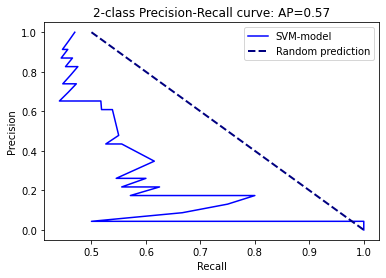 2-class Precision-Recall curve: AP=0.57
SVM-model
Random prediction
Precision
1.0
0.8
0.6
0.4
0.2
0.0
0.5
0.6
0.7
0.8
0.9
1.0
Recall